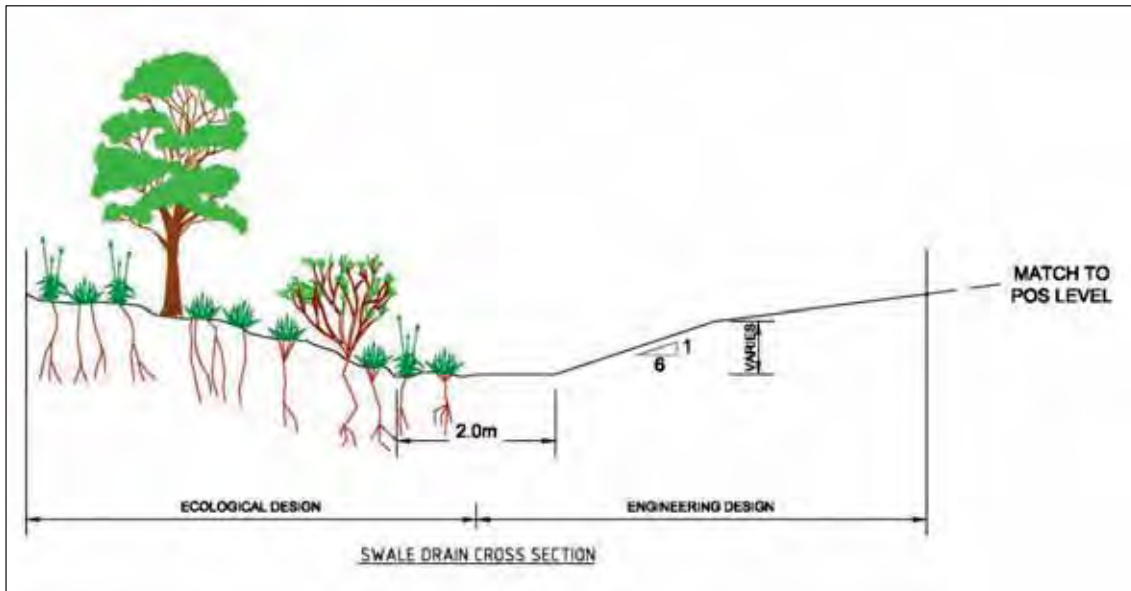 MATCH TO
POS LEVEL
VARIES
1
6
2.0m
ECOLOGICAL DESIGN
ENGINEERING DESIGN
SWALE DRAIN CROSS SECTION